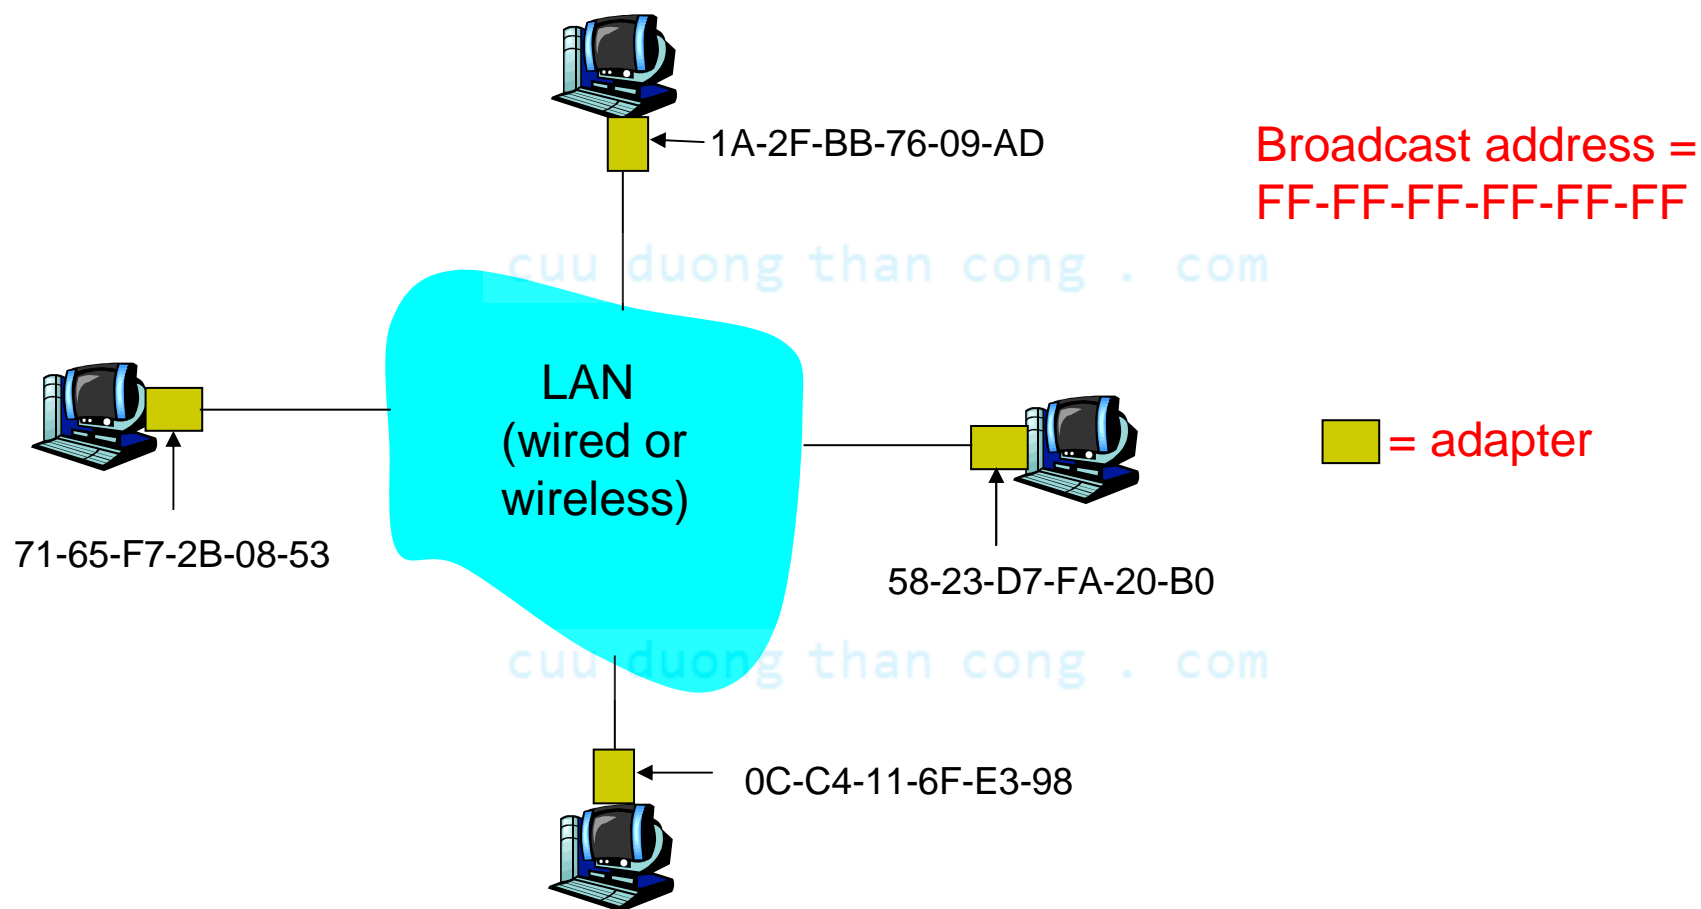 1A-2F-BB-76-09-AD
Broadcast address =
FF-FF-FF-FF-FF-FF
cuu duong than cong . com
LAN
(wired or
wireless)
= adapter
71-65-F7-2B-08-53
58-23-D7-FA-20-B0
cuu duong than cong . com
0C-C4-11-6F-E3-98